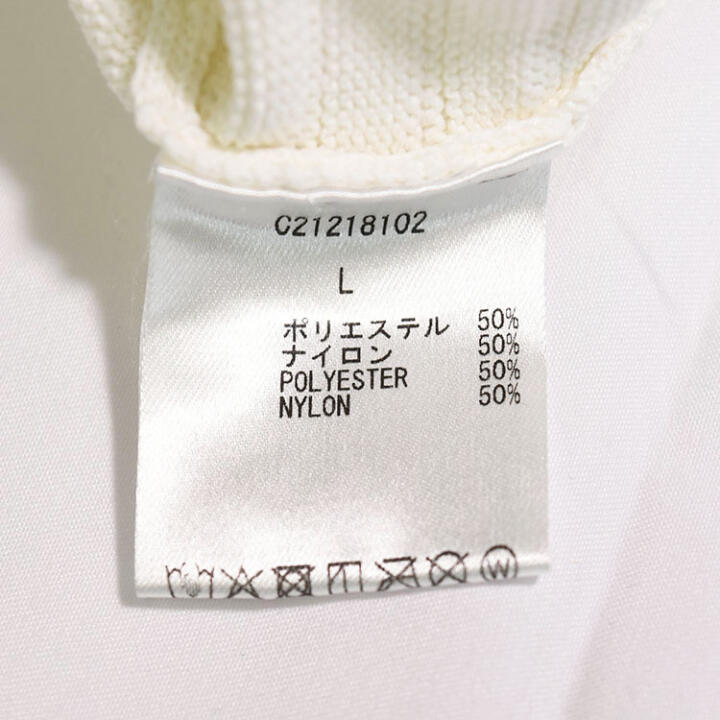 C21218102
L
ポリエステル 50%
ナイロン 50%
POLYESTER 50%
NYLON 50%
W